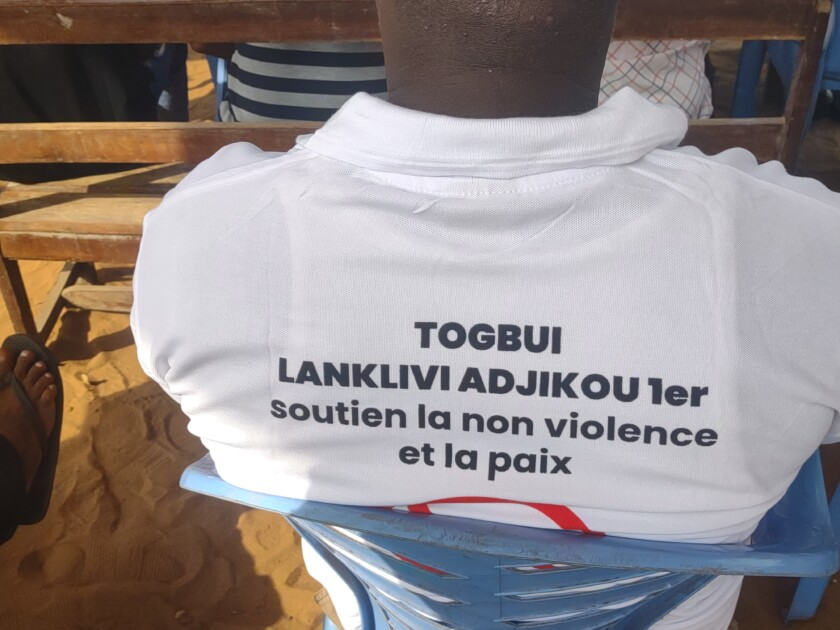 TOGBUI
LANKLIVI ADJIKOU 1er
soutien la non violence
et la paix